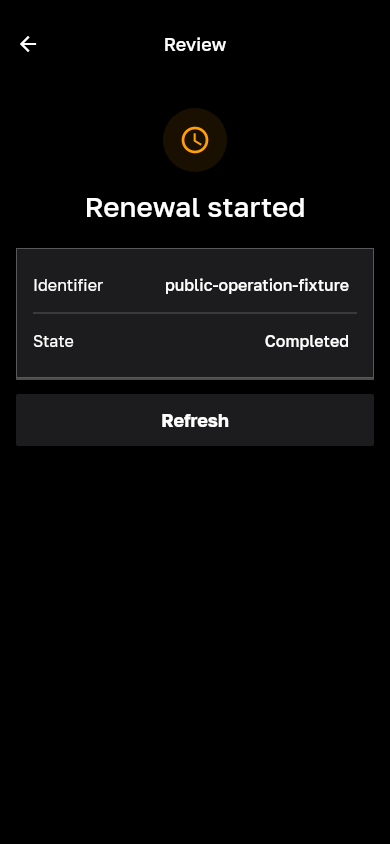 Review
Renewal started
Identifier public-operation-fixture
State Completed
Refresh